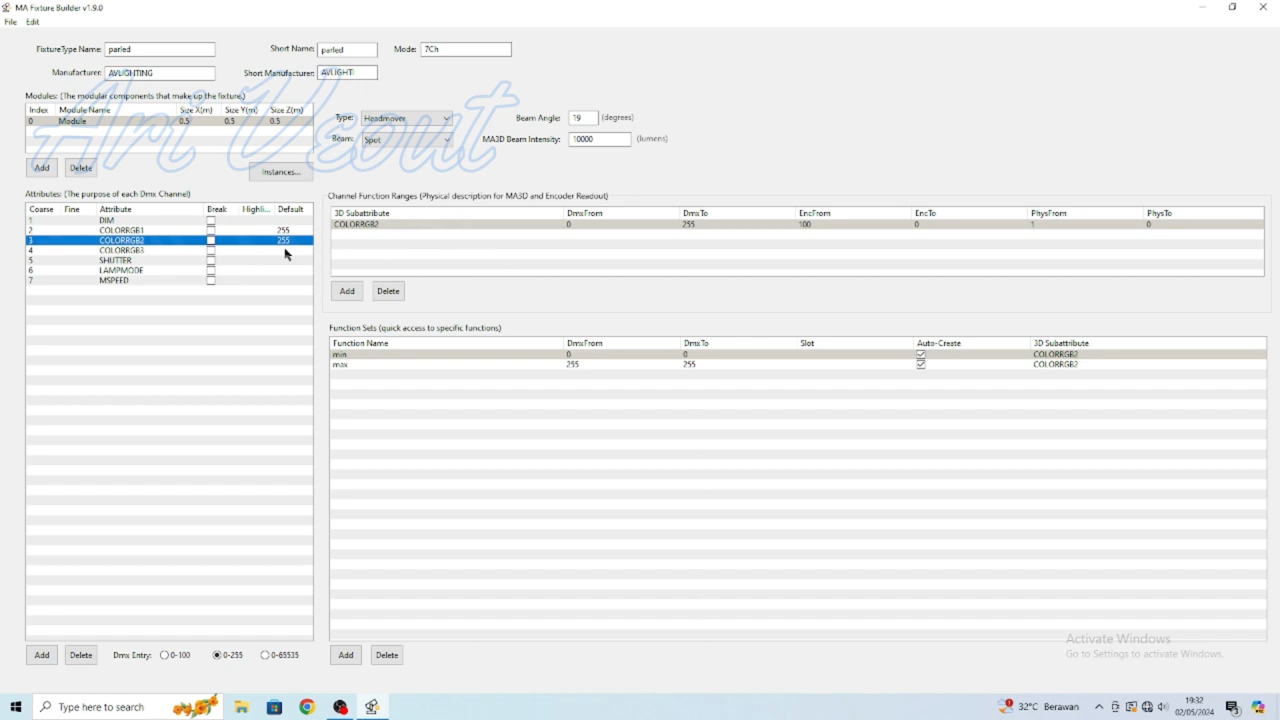 MA Fixture Builder v1.9.0
File Edit
FixtureType Name: parled Short Name: parled Mode: 7Ch
Manufacturer: AVLIGHTING Short Manufacturer: AVLIGHTI
Modules: (The modular components that make up the fixture.)
Index Module Name Size X(m) Size Y(m) Size Z(m)
0 Module 0.5 0.5 0.5
Type: Headmover Beam Angle: 19 (degrees)
Beam: Spot MA3D Beam Intensity: 10000 (lumens)
Ari Vcout
Add Delete Instances...
Attributes: (The purpose of each Dmx Channel)
Coarse Fine Attribute Break Highli... Default
1 DIM
2 COLORRGB1 255
3 COLORRGB2 255
4 COLORRGB3
5 SHUTTER
6 LAMPMODE
7 MSPEED
Channel Function Ranges (Physical description for MA3D and Encoder Readout)
3D Subattribute DmxFrom DmxTo EncFrom EncTo PhysFrom PhysTo
COLORRGB2 0 255 100 0 1 0
Add Delete
Function Sets (quick access to specific functions)
Function Name DmxFrom DmxTo Slot Auto-Create 3D Subattribute
min 0 0 COLORRGB2
max 255 255 COLORRGB2
Add Delete Dmx Entry: 0-100 0-255 0-65535
Add Delete
Activate Windows
Go to Settings to activate Windows.
Type here to search
32°C Berawan
19:32
02/05/2024